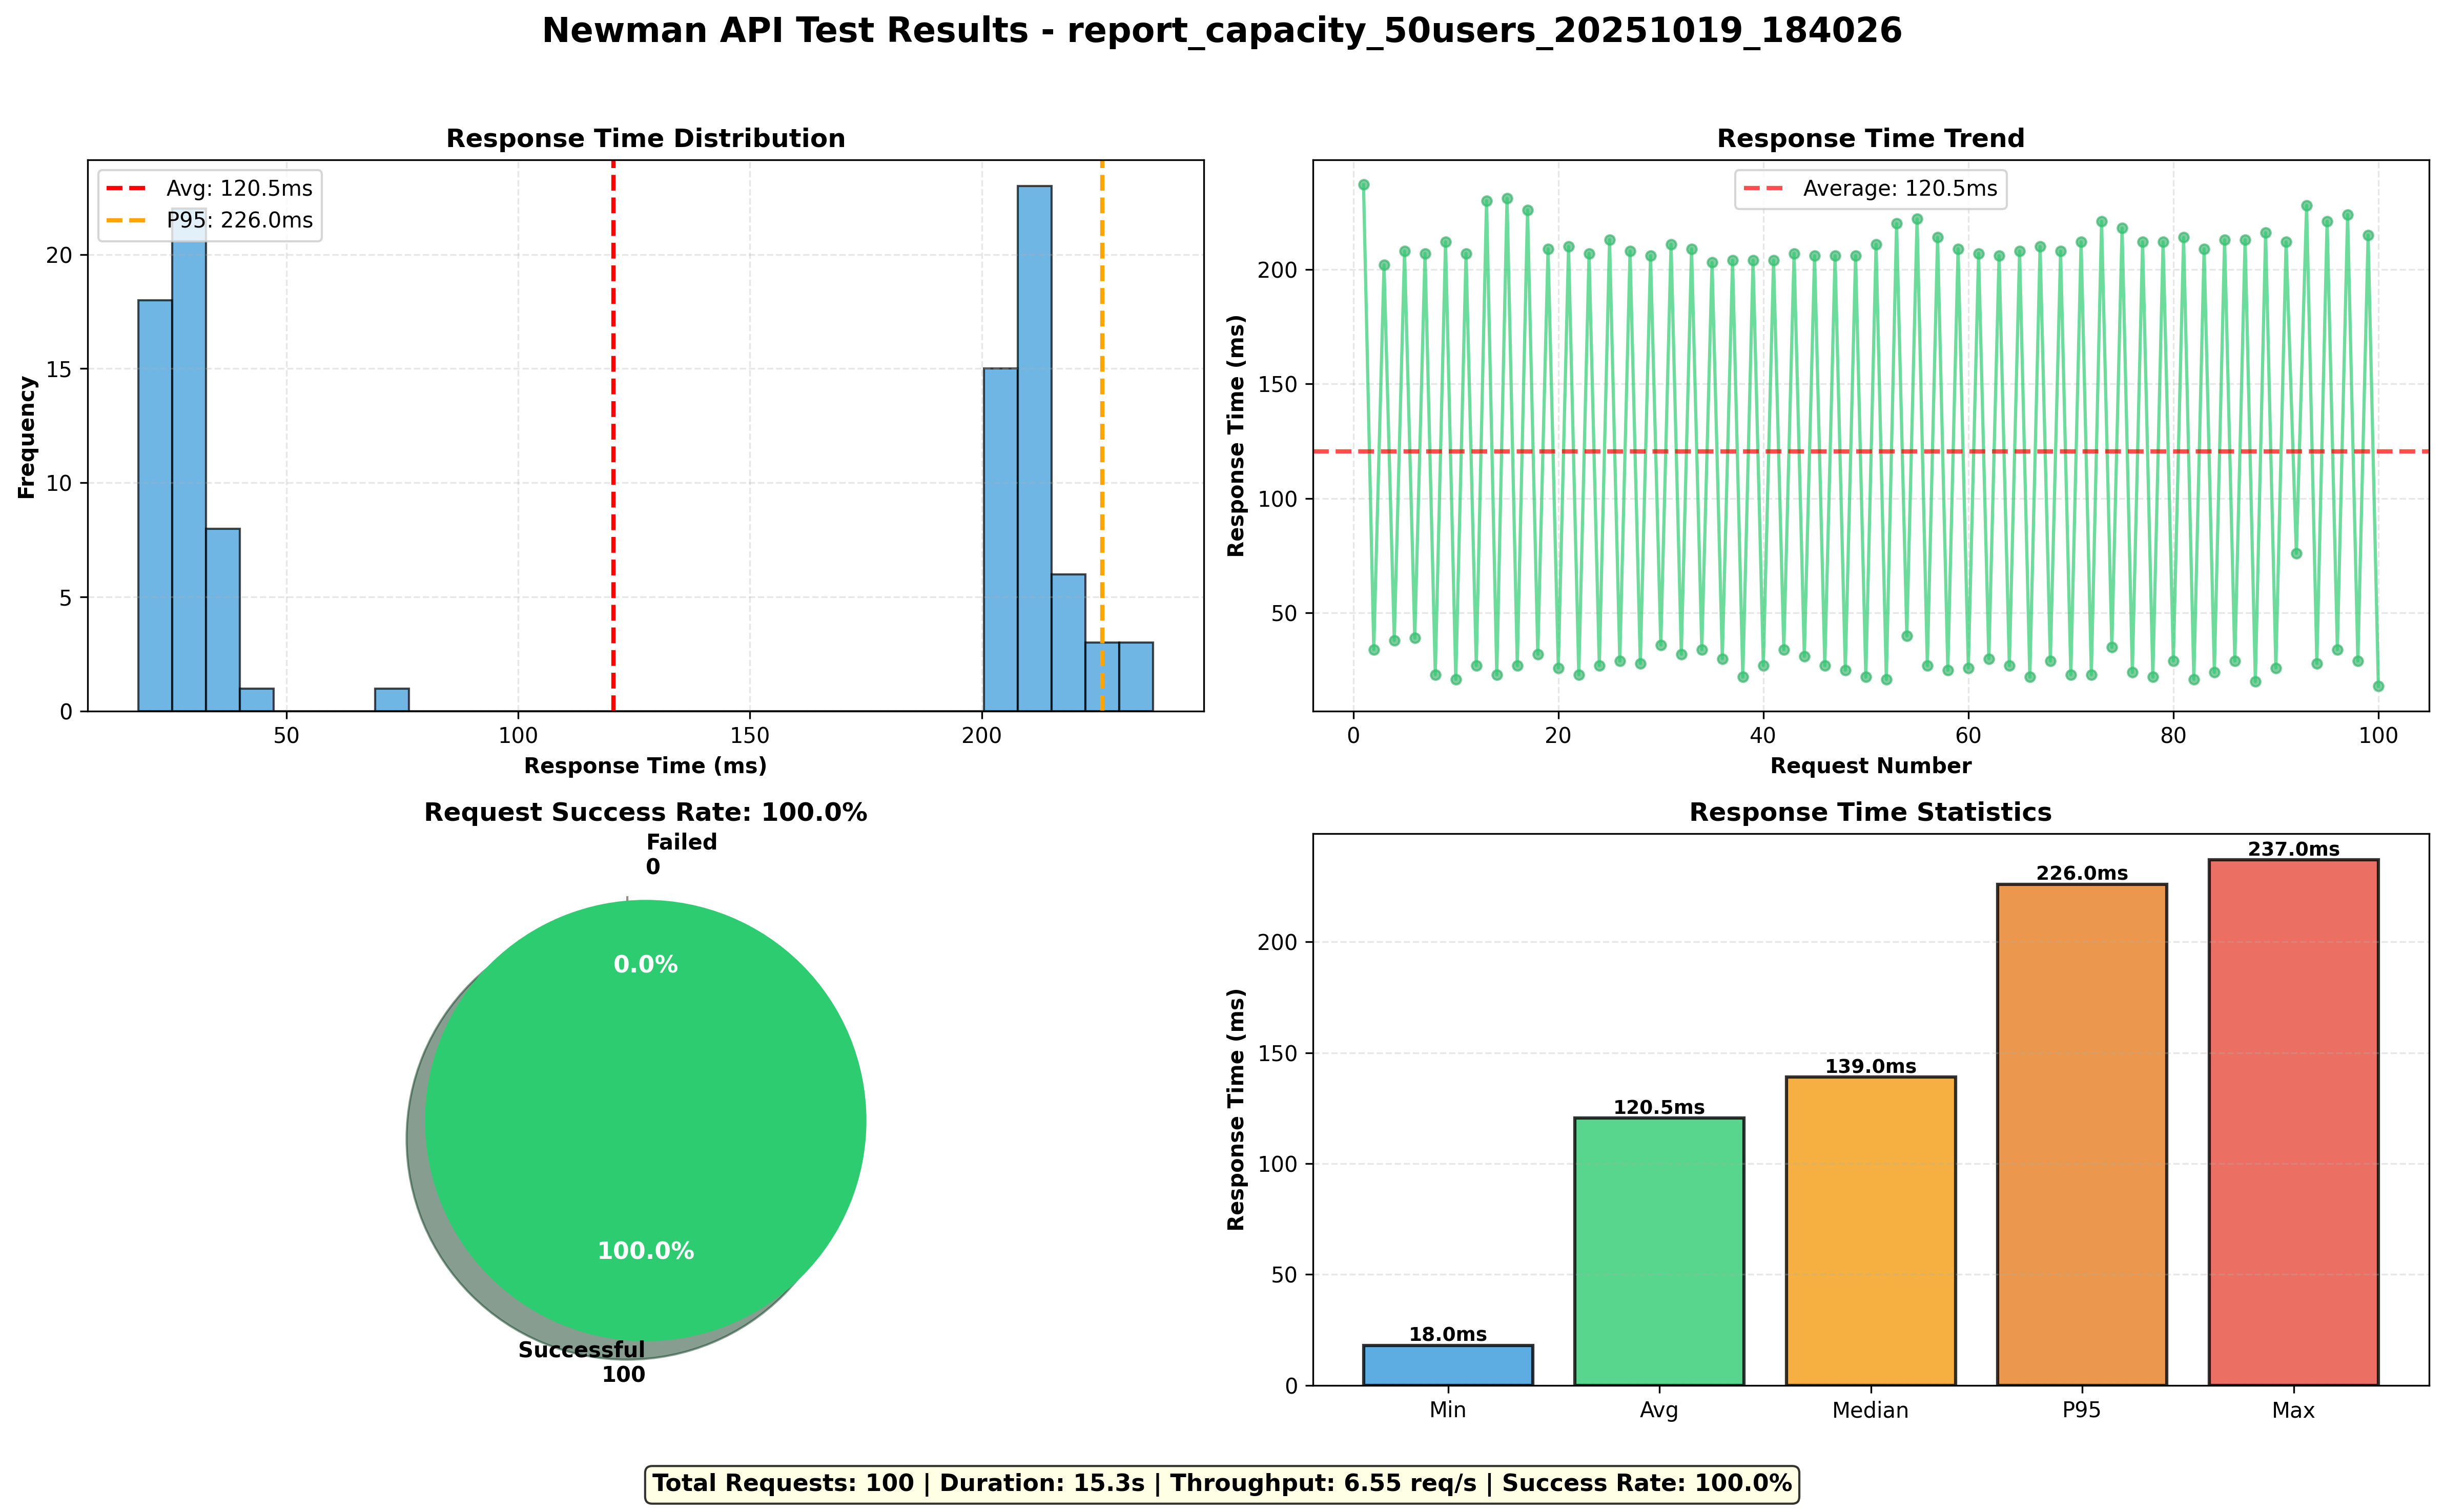 Newman API Test Results - report_capacity_50users_20251019_184026
Response Time Distribution
Avg: 120.5ms
P95: 226.0ms
Frequency
20
15
10
5
0
50
100
150
200
Response Time (ms)
Response Time Trend
Average: 120.5ms
Response Time (ms)
200
150
100
50
0
20
40
60
80
100
Request Number
Request Success Rate: 100.0%
Failed
0
0.0%
100.0%
Successful
100
Response Time Statistics
Response Time (ms)
200
150
100
50
0
18.0ms
120.5ms
139.0ms
226.0ms
237.0ms
Min
Avg
Median
P95
Max
Total Requests: 100 | Duration: 15.3s | Throughput: 6.55 req/s | Success Rate: 100.0%